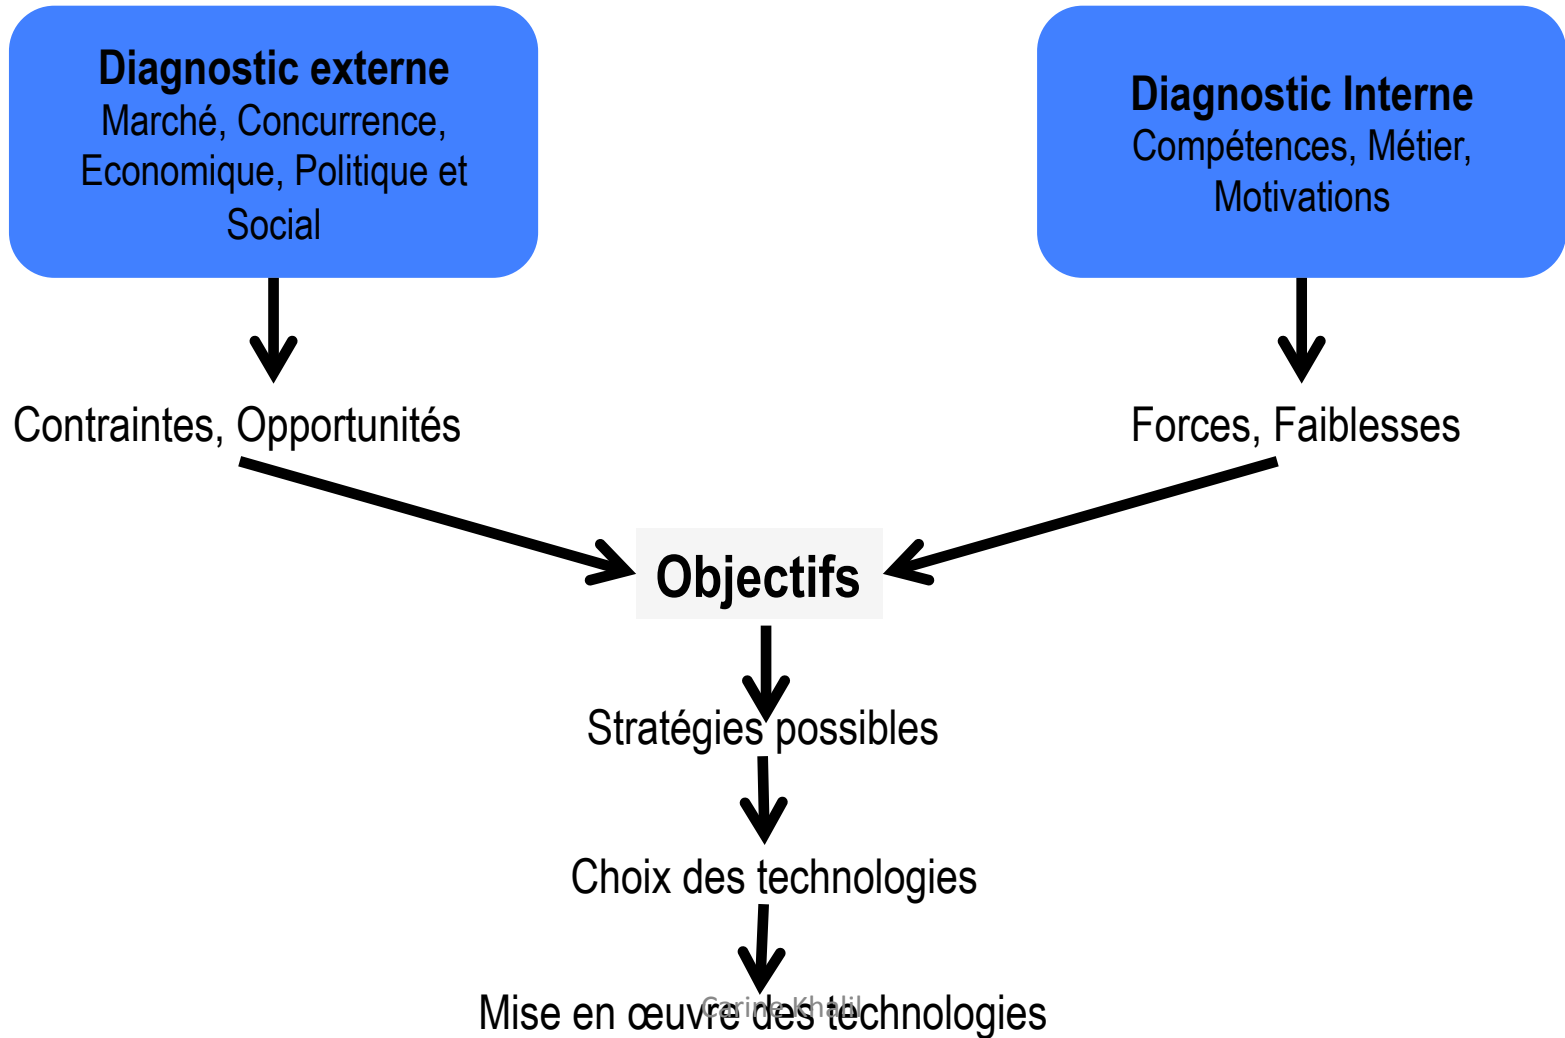 Diagnostic externe
Marché, Concurrence,
Economique, Politique et
Social
Diagnostic Interne
Compétences, Métier,
Motivations
Contraintes, Opportunités
Forces, Faiblesses
Objectifs
Stratégies possibles
Choix des technologies
Mise en œuvre des technologies
Carine Khalil